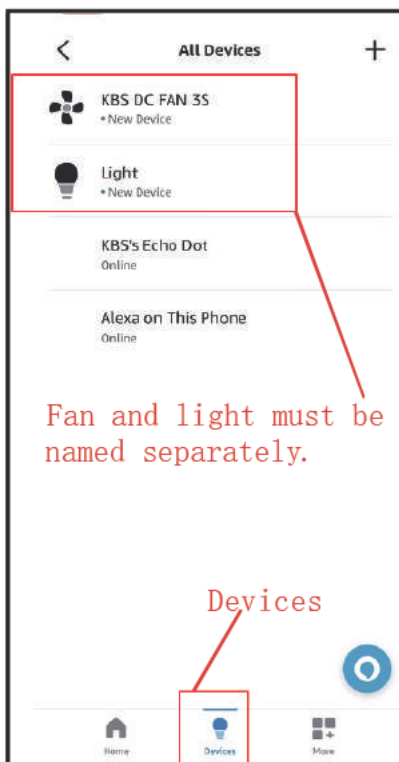 All Devices
KBS DC FAN 3S
• New Device
Light
• New Device
KBS's Echo Dot
Online
Alexa on This Phone
Online
Fan and light must be
named separately.
Devices
Home
Devices
More